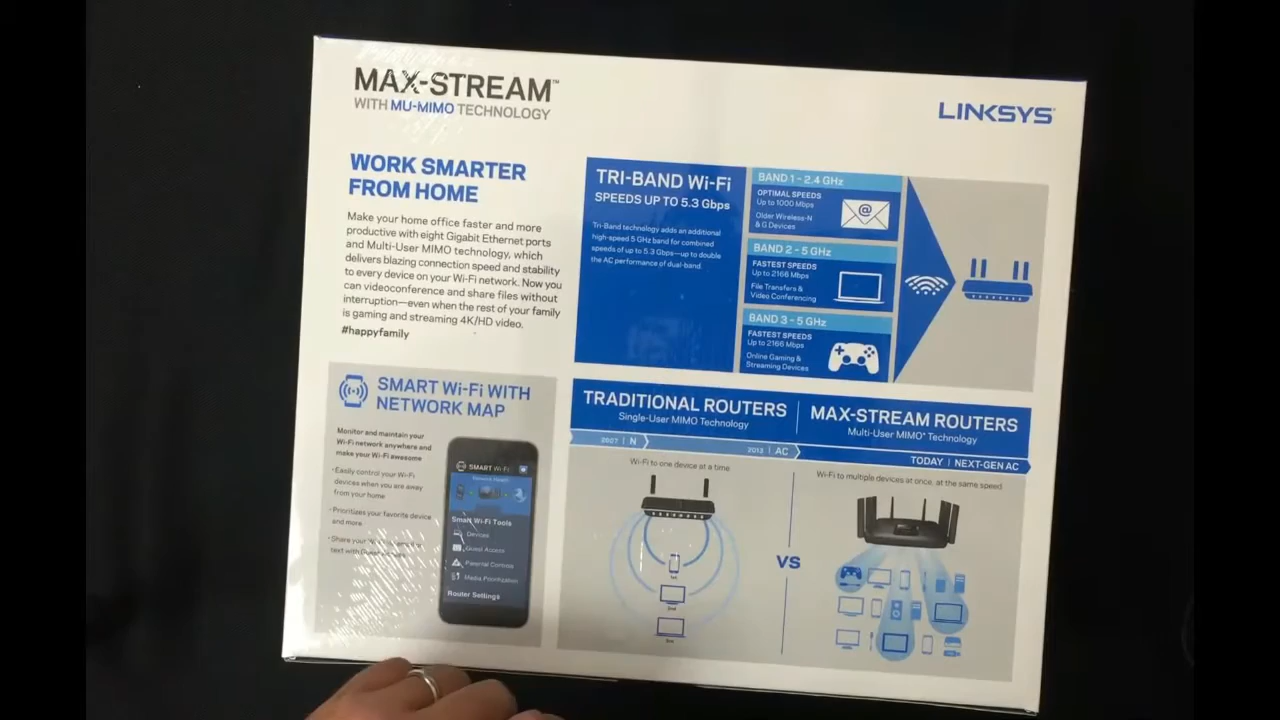 MAX-STREAM™
WITH MU-MIMO TECHNOLOGY
LINKSYS
WORK SMARTER
FROM HOME
Make your home office faster and more
productive with eight Gigabit Ethernet ports
and Multi-User MIMO technology, which
delivers blazing connection speed and stability
to every device on your Wi-Fi network. Now you
can videoconference and share files without
interruption—even when the rest of your family
is gaming and streaming 4K/HD video.
#happyfamily
TRI-BAND Wi-Fi
SPEEDS UP TO 5.3 Gbps
Tri-Band technology adds an additional
high-speed 5 GHz band for combined
speeds of up to 5.3 Gbps—up to double
the AC performance of dual-band.
BAND 1 - 2.4 GHz
OPTIMAL SPEEDS
Up to 1000 Mbps
Older Wireless-N
& G Devices
@
BAND 2 - 5 GHz
FASTEST SPEEDS
Up to 2166 Mbps
File Transfers &
Video Conferencing
BAND 3 - 5 GHz
FASTEST SPEEDS
Up to 2166 Mbps
Online Gaming &
Streaming Devices
SMART Wi-Fi WITH
NETWORK MAP
Monitor and maintain your
Wi-Fi network anywhere and
make your Wi-Fi awesome
•Easily control your Wi-Fi
devices when you are away
from your home
•Prioritizes your favorite device
and more.
•Share your
text with
SMART Wi-Fi
Network Health
Smart Wi-Fi Tools
Devices
Guest Access
Parental Controls
Media Prioritization
Router Settings
TRADITIONAL ROUTERS
Single-User MIMO Technology
2007 | N
2013 | AC
Wi-Fi to one device at a time
1st
2nd
3rd
VS
MAX-STREAM ROUTERS
Multi-User MIMO* Technology
TODAY | NEXT-GEN AC
Wi-Fi to multiple devices at once, at the same speed